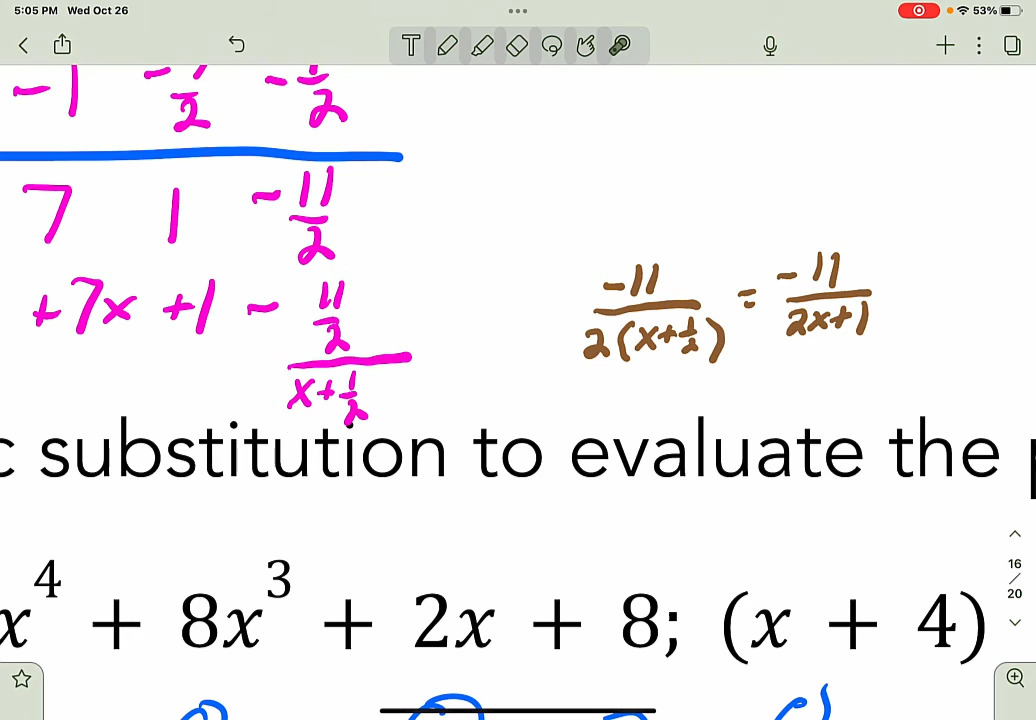 5:05 PM Wed Oct 26 53%
T
-1 -7/2 -1/2
7 1 -11/2
+7x +1 - 11/2 / x+1/2
-11 / 2(x+1/2) = -11 / 2x+1
c substitution to evaluate the
x⁴ + 8x³ + 2x + 8; (x + 4)
16 / 20